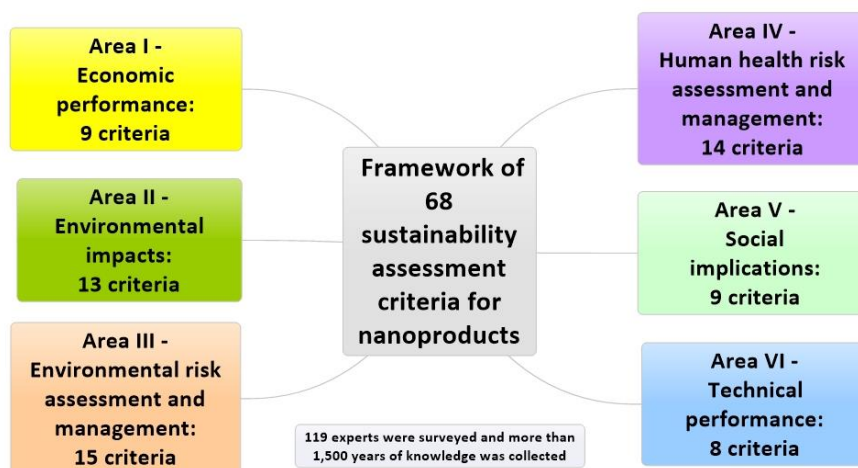 Area I -
Economic
performance:
9 criteria
Area II -
Environmental
impacts:
13 criteria
Area III -
Environmental risk
assessment and
management:
15 criteria
Framework of
68
sustainability
assessment
criteria for
nanoproducts
119 experts were surveyed and more than
1,500 years of knowledge was collected
Area IV -
Human health risk
assessment and
management:
14 criteria
Area V -
Social
implications:
9 criteria
Area VI -
Technical
performance:
8 criteria